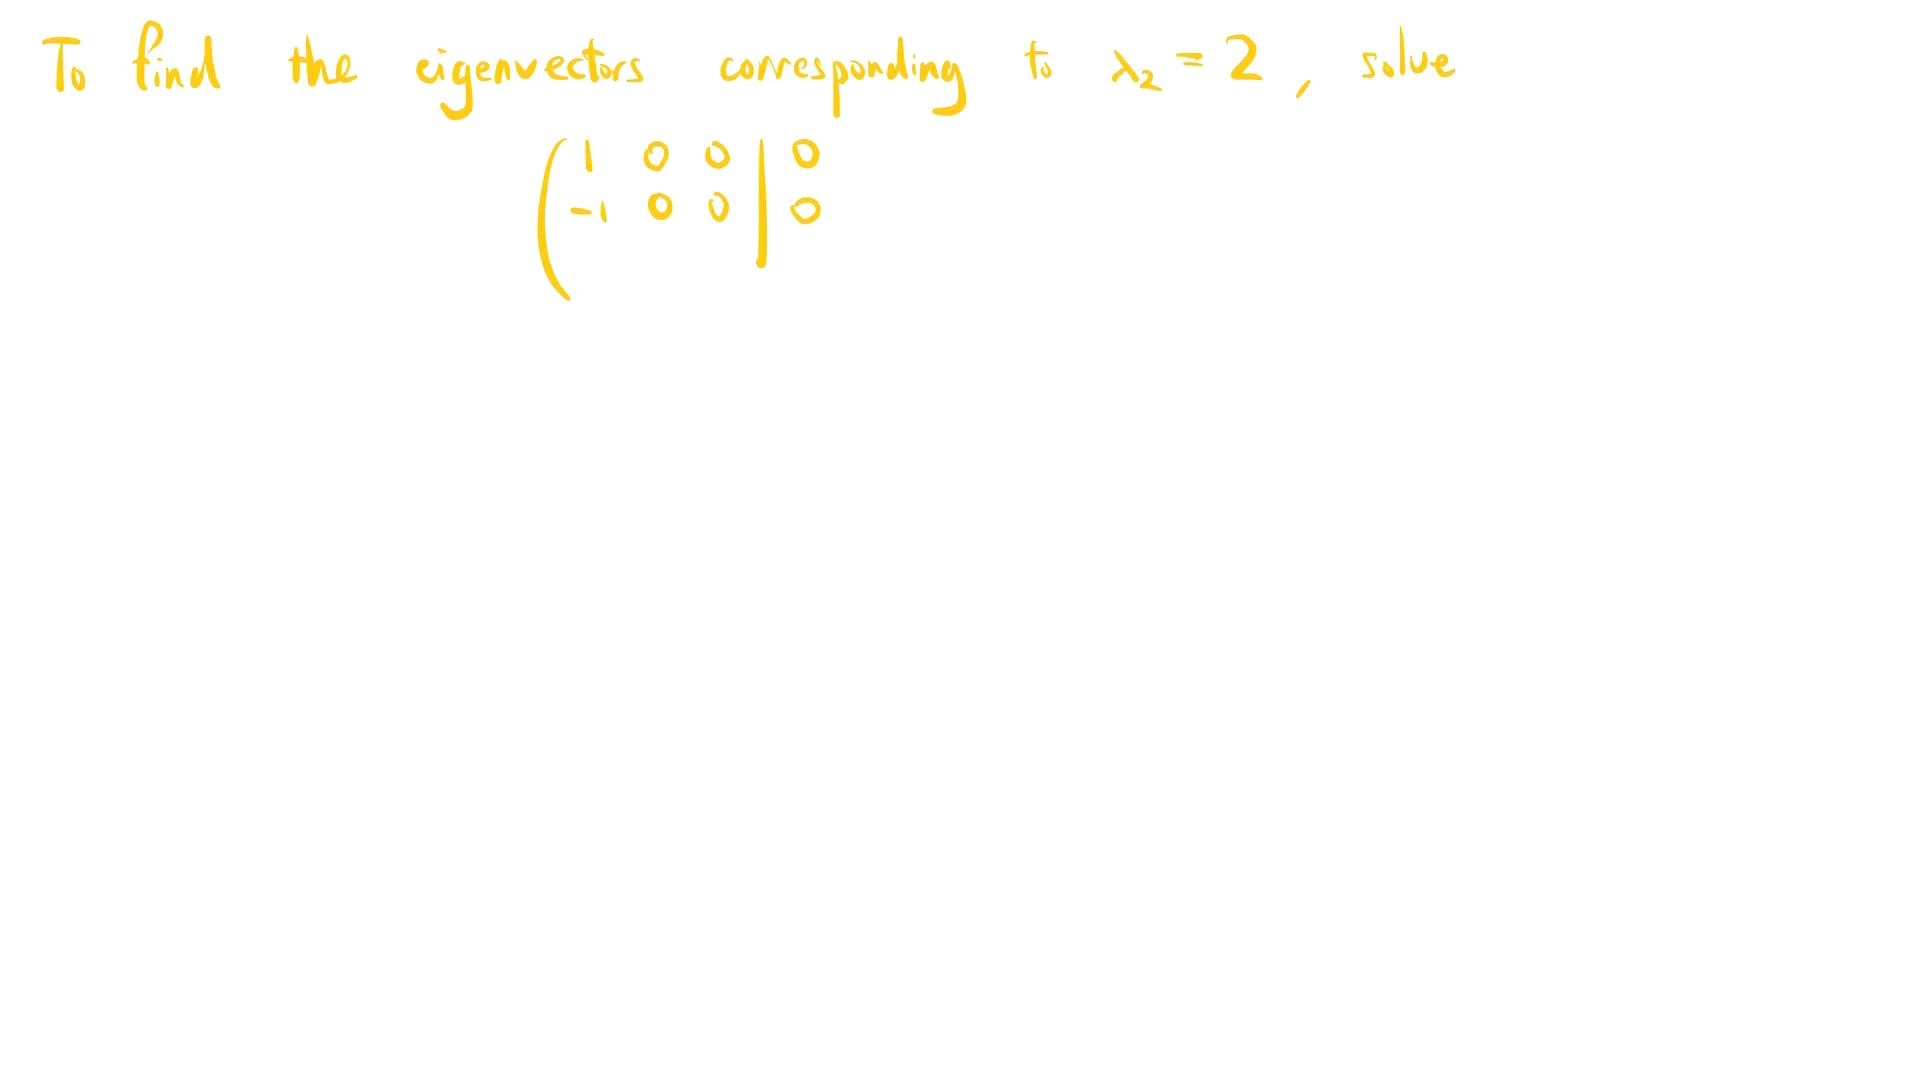 To find the eigenvectors corresponding to λ₂ = 2, solve
( 1 0 0 | 0
-1 0 0 | 0